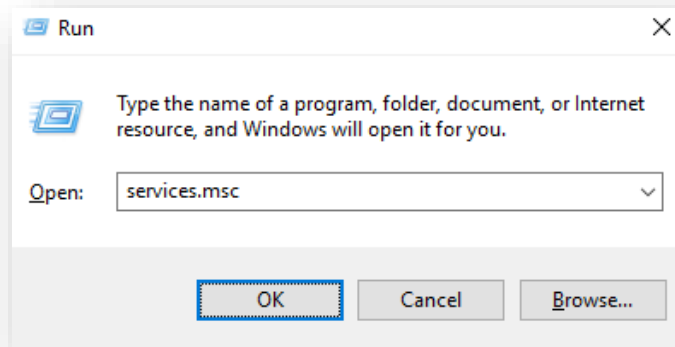 Run
Type the name of a program, folder, document, or Internet
resource, and Windows will open it for you.
Open: services.msc
OK Cancel Browse...